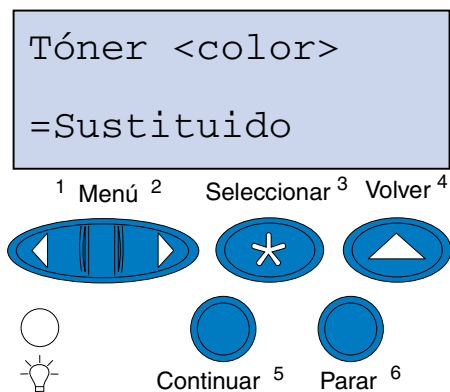 Tóner <color>
=Sustituido
1 Menú 2 Seleccionar 3 Volver 4
Continuar 5 Parar 6